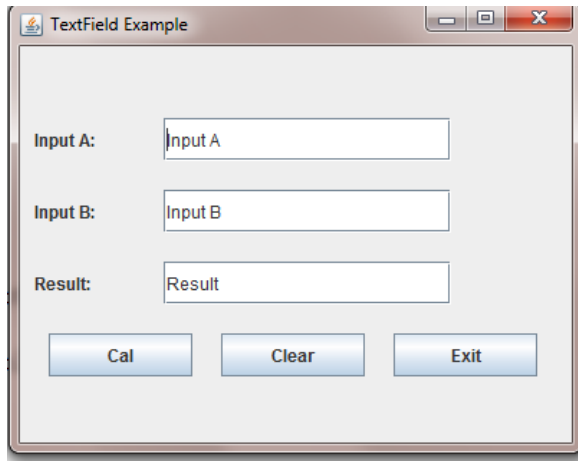 TextField Example
Input A: Input A
Input B: Input B
Result: Result
Cal Clear Exit